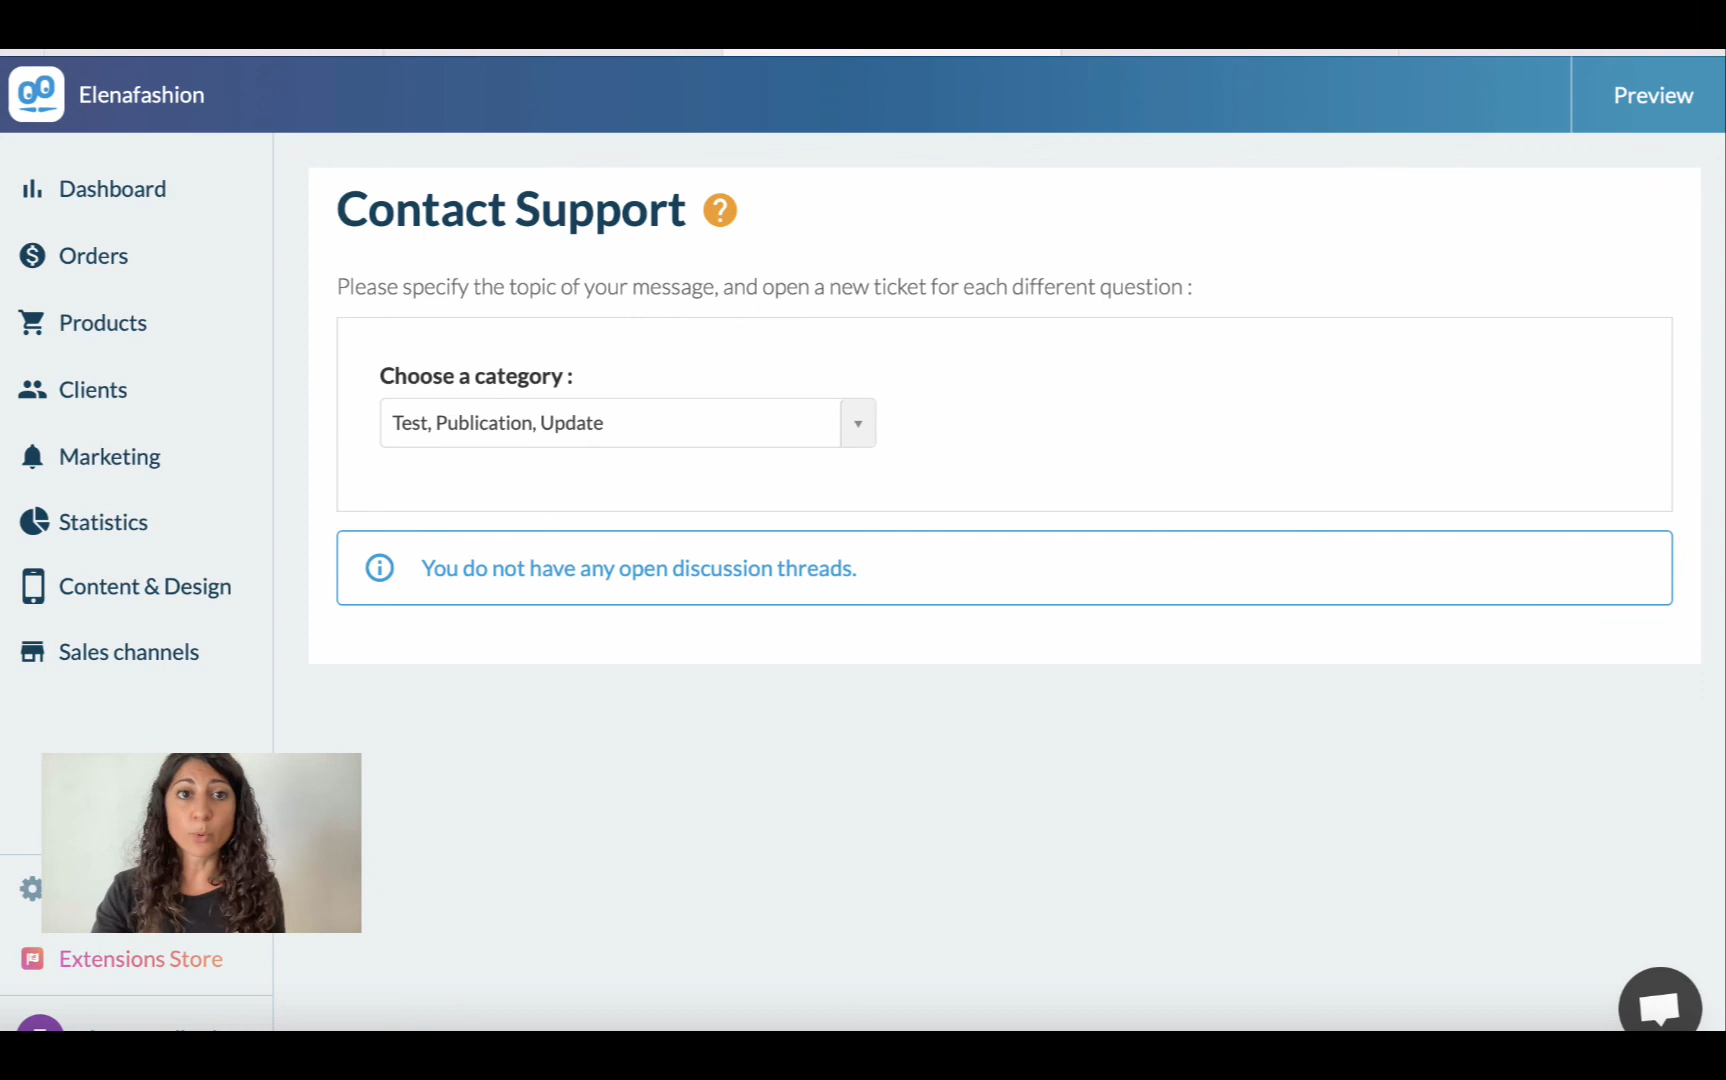 Elenafashion
Preview
Dashboard
Orders
Products
Clients
Marketing
Statistics
Content & Design
Sales channels
Extensions Store
Contact Support ?
Please specify the topic of your message, and open a new ticket for each different question :
Choose a category :
Test, Publication, Update
You do not have any open discussion threads.